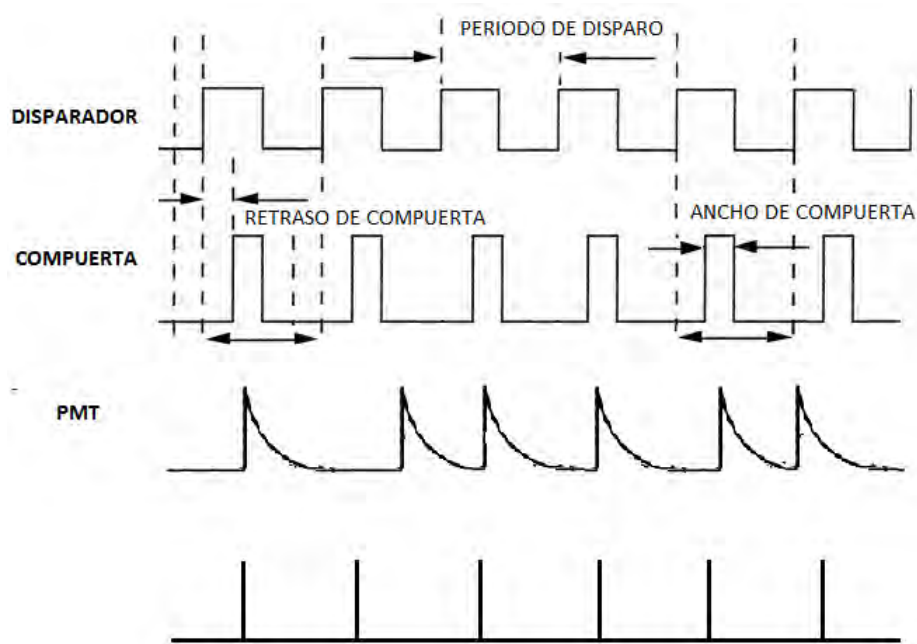 PERIODO DE DISPARO
DISPARADOR
RETRASO DE COMPUERTA
ANCHO DE COMPUERTA
COMPUERTA
PMT